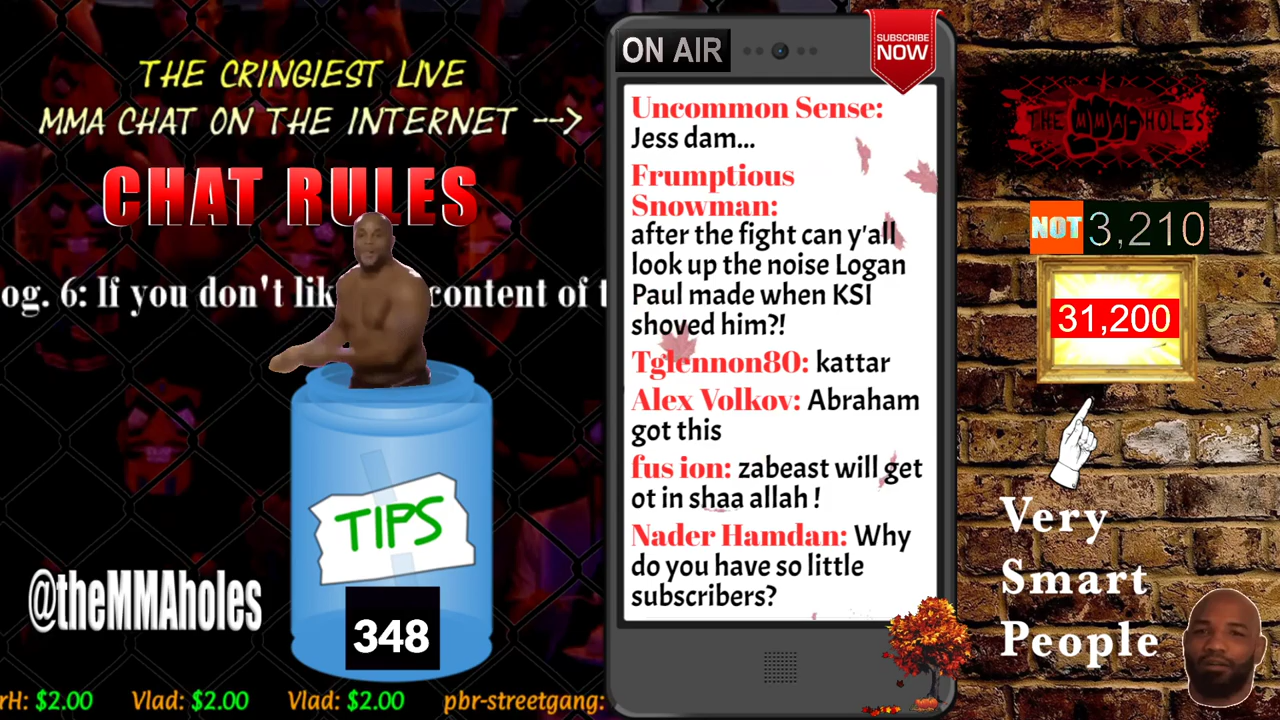 THE CRINGIEST LIVE
MMA CHAT ON THE INTERNET -->
CHAT RULES
og. 6: If you don't lik content of t
TIPS
348
@theMMAholes
rH: $2.00 Vlad: $2.00 Vlad: $2.00 pbr-streetgang:
ON AIR
SUBSCRIBE
NOW
Uncommon Sense:
Jess dam...
Frumptious
Snowman:
after the fight can y'all
look up the noise Logan
Paul made when KSI
shoved him?!
Tglennon80: kattar
Alex Volkov: Abraham
got this
fus ion: zabeast will get
ot in shaa allah !
Nader Hamdan: Why
do you have so little
subscribers?
THE MMA-HOLES
NOT 3,210
31,200
Very
Smart
People